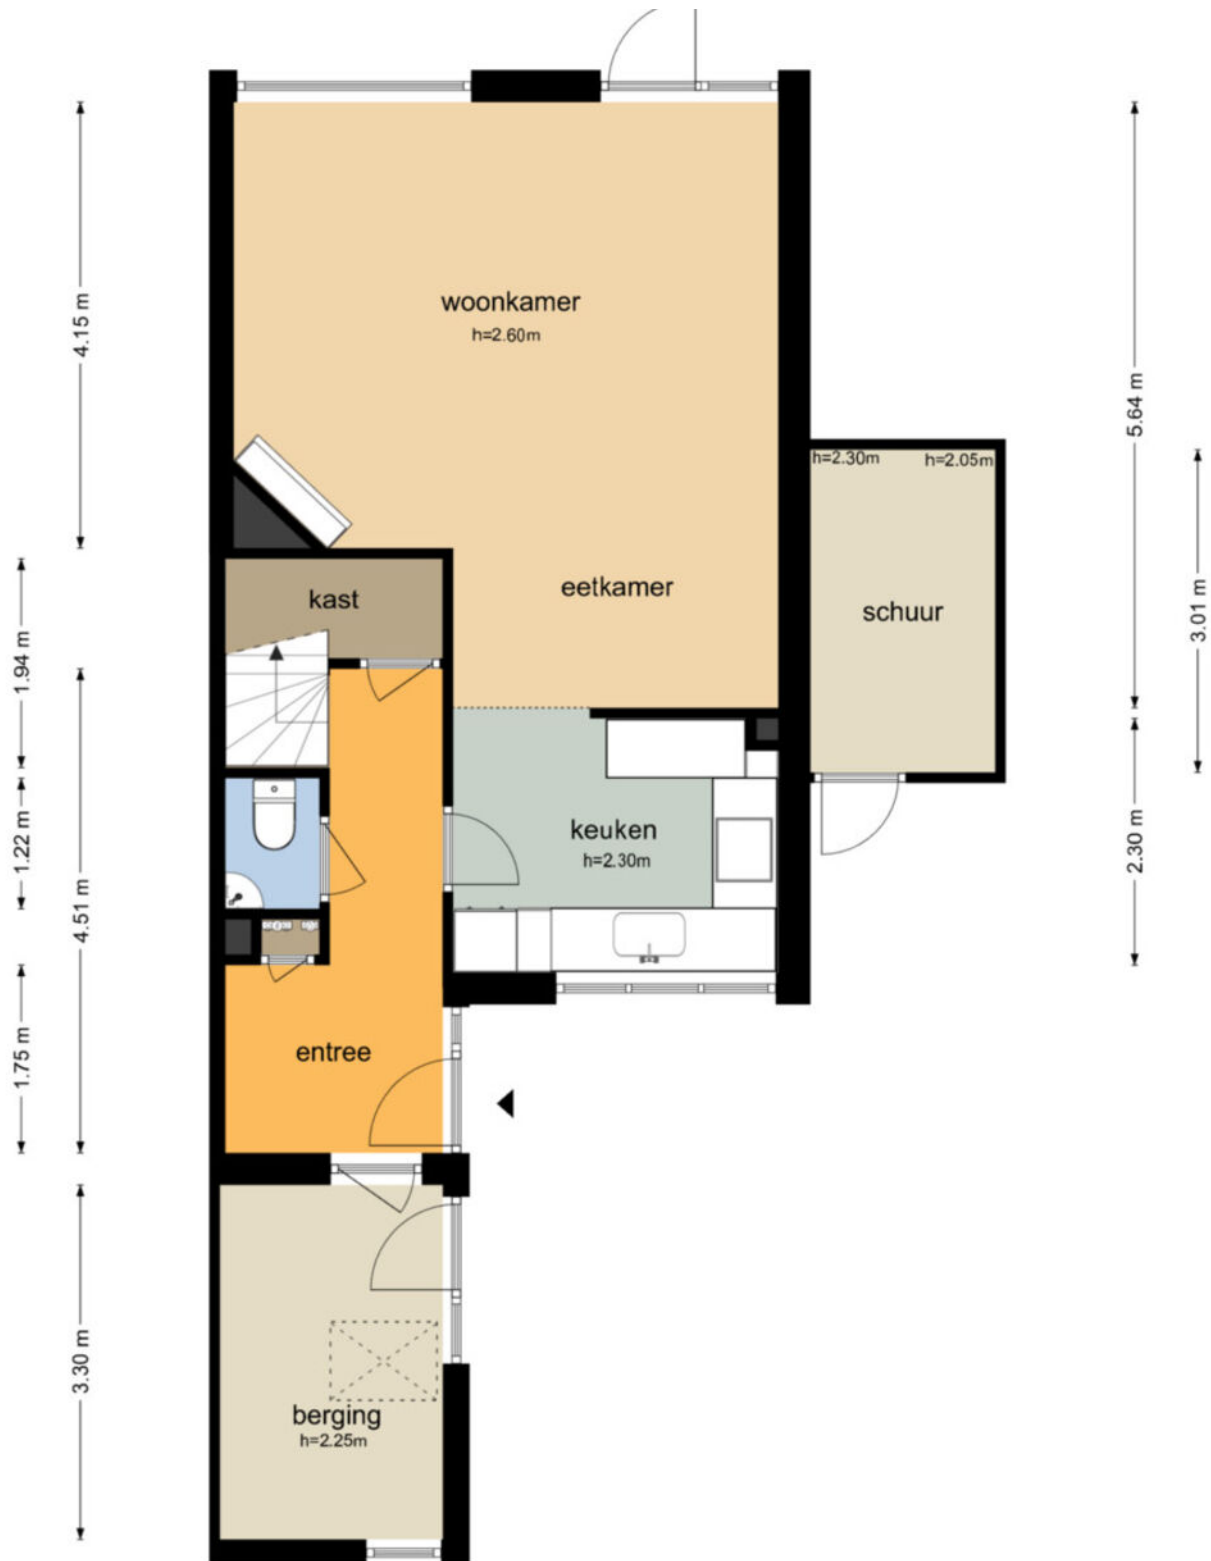 woonkamer
h=2.60m
4.15 m
5.64 m
h=2.30m
h=2.05m
eetkamer
kast
schuur
3.01 m
1.94 m
keuken
h=2.30m
1.22 m
2.30 m
4.51 m
entree
1.75 m
3.30 m
berging
h=2.25m